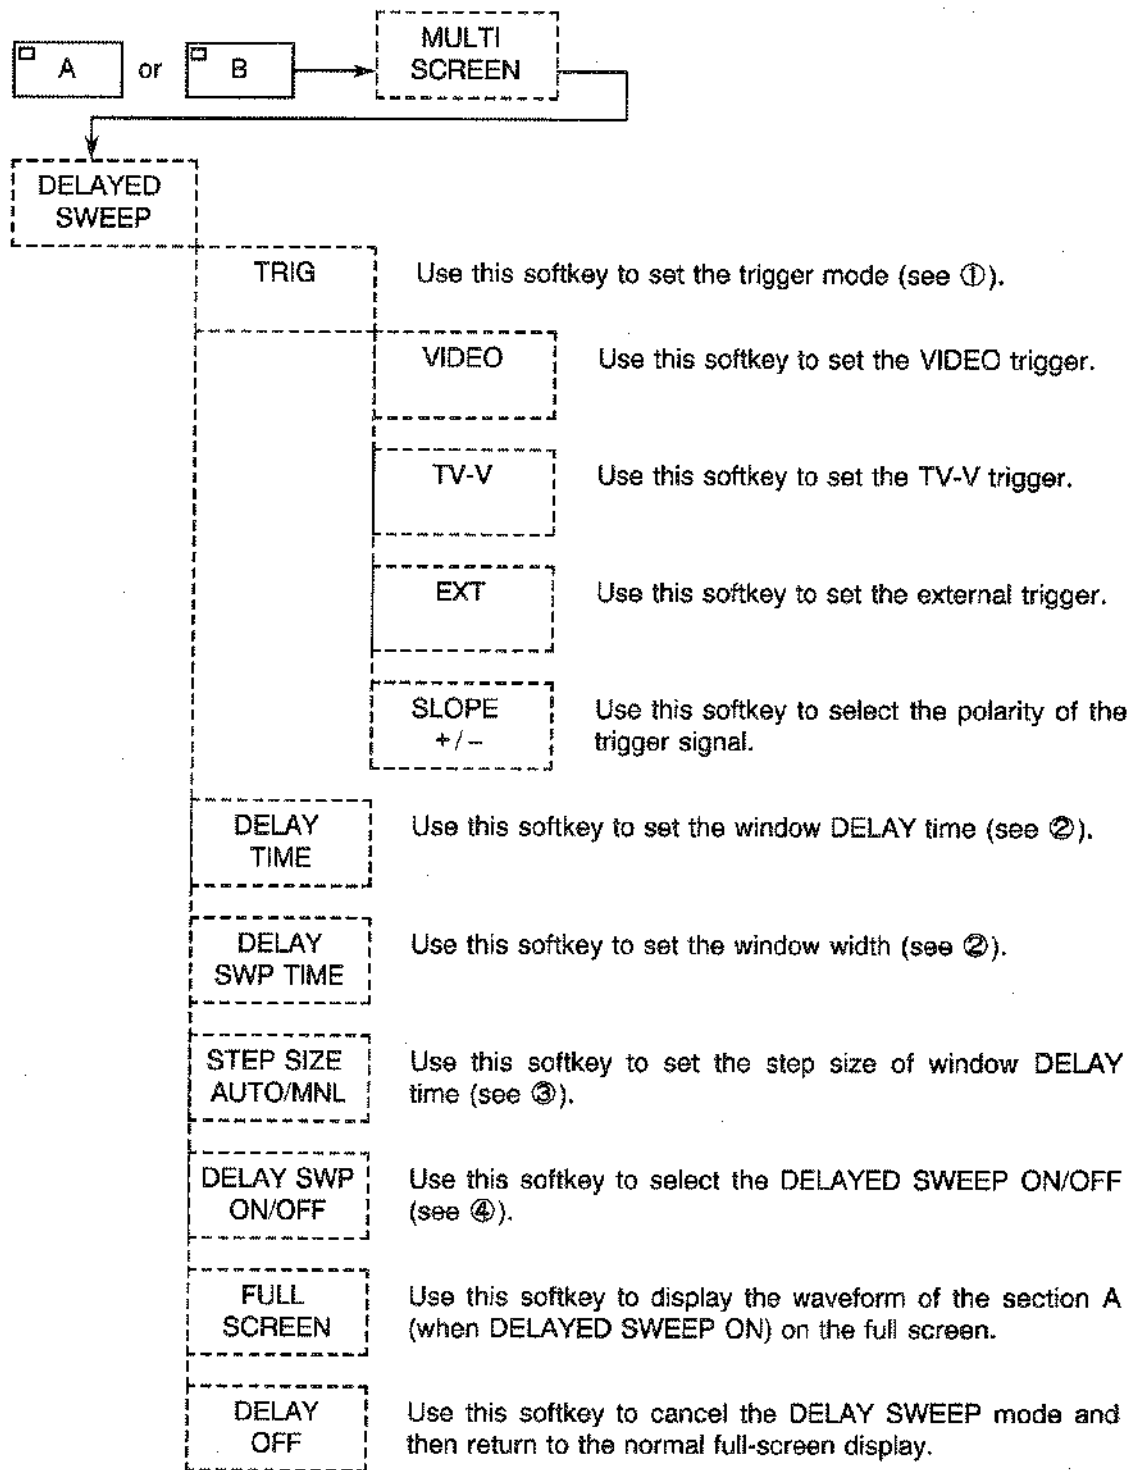 A or B MULTI
SCREEN
DELAYED
SWEEP
TRIG Use this softkey to set the trigger mode (see ①).
VIDEO Use this softkey to set the VIDEO trigger.
TV-V Use this softkey to set the TV-V trigger.
EXT Use this softkey to set the external trigger.
SLOPE Use this softkey to select the polarity of the
+/− trigger signal.
DELAY Use this softkey to set the window DELAY time (see ②).
TIME
DELAY Use this softkey to set the window width (see ②).
SWP TIME
STEP SIZE Use this softkey to set the step size of window DELAY
AUTO/MNL time (see ③).
DELAY SWP Use this softkey to select the DELAYED SWEEP ON/OFF
ON/OFF (see ④).
FULL Use this softkey to display the waveform of the section A
SCREEN (when DELAYED SWEEP ON) on the full screen.
DELAY Use this softkey to cancel the DELAY SWEEP mode and
OFF then return to the normal full-screen display.